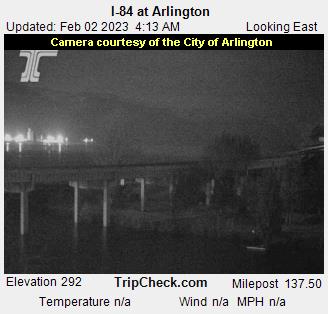 I-84 at Arlington
Updated: Feb 02 2023 4:13 AM Looking East
Camera courtesy of the City of Arlington
Elevation 292 TripCheck.com Milepost 137.50
Temperature n/a Wind n/a MPH n/a